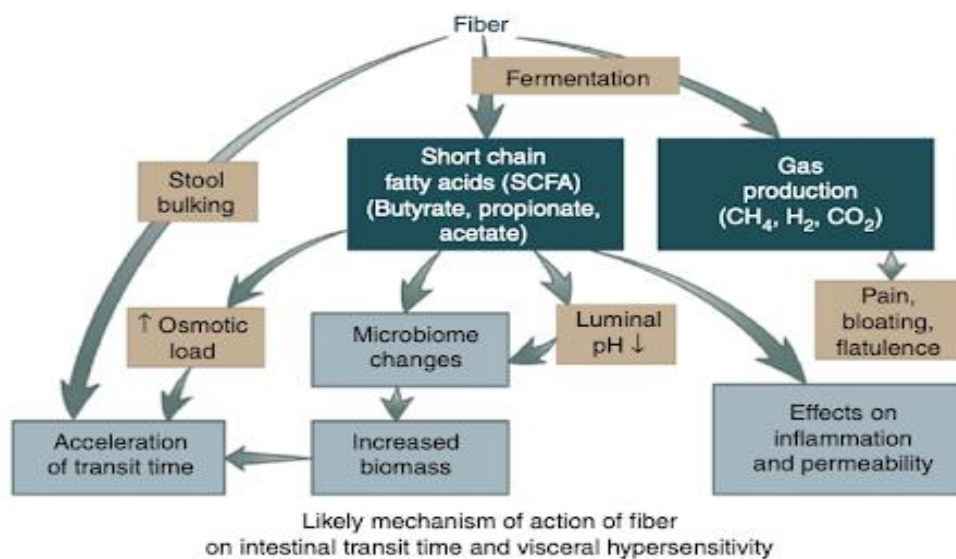 Fiber
Fermentation
Short chain
fatty acids (SCFA)
(Butyrate, propionate,
acetate)
Gas
production
(CH₄, H₂, CO₂)
Stool
bulking
↑ Osmotic
load
Microbiome
changes
Luminal
pH ↓
Pain,
bloating,
flatulence
Acceleration
of transit time
Increased
biomass
Effects on
inflammation
and permeability
Likely mechanism of action of fiber
on intestinal transit time and visceral hypersensitivity